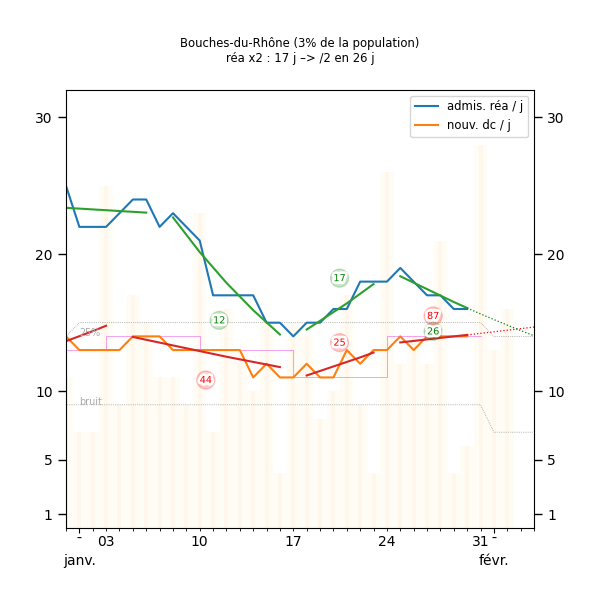 Bouches-du-Rhône (3% de la population)
réa x2 : 17 j –> /2 en 26 j
admis. réa / j
nouv. dc / j
30
30
20
20
17
12
87
26
25
25%
44
bruit
10
10
5
5
1
1
- 03 10 17 24 31 -
janv. févr.